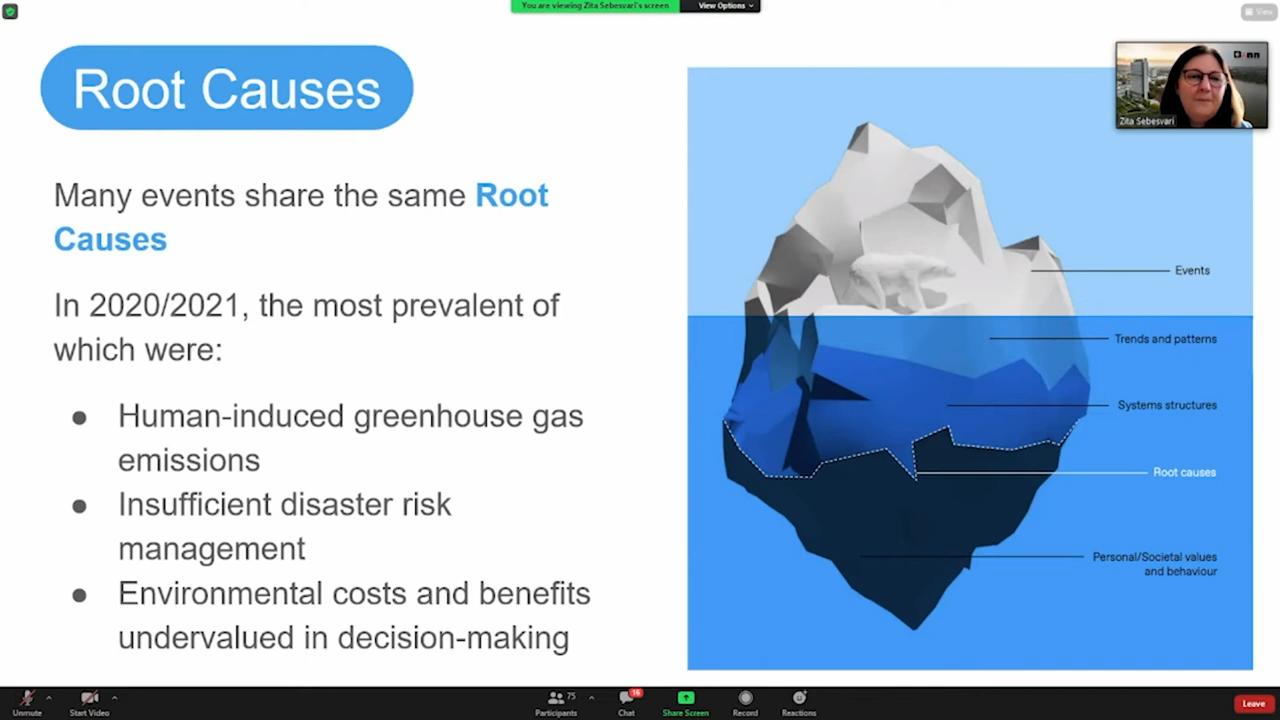 You are viewing Zita Sebesvari's screen
View Options
View
Root Causes
Many events share the same Root
Causes
In 2020/2021, the most prevalent of
which were:
Human-induced greenhouse gas
emissions
Insufficient disaster risk
management
Environmental costs and benefits
undervalued in decision-making
Zita Sebesvari
Events
Trends and patterns
Systems structures
Root causes
Personal/Societal values
and behaviour
Unmute
Start Video
75
Participants
16
Chat
Share Screen
Record
Reactions
Leave